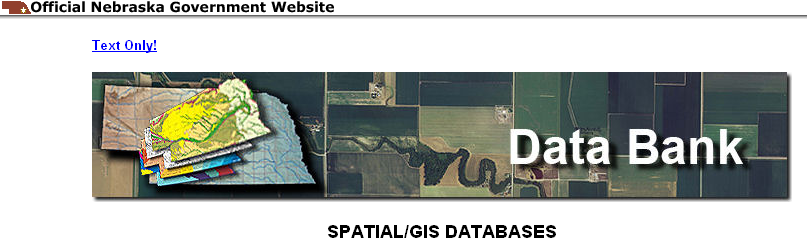 Official Nebraska Government Website
Text Only!
Data Bank
SPATIAL/GIS DATABASES